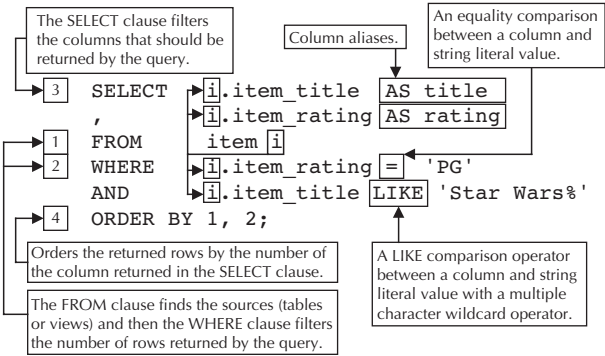 The SELECT clause filters
the columns that should be
returned by the query.
Column aliases.
An equality comparison
between a column and
string literal value.
3 SELECT i.item_title AS title
, i.item_rating AS rating
1 FROM item i
2 WHERE i.item_rating = 'PG'
AND i.item_title LIKE 'Star Wars%'
4 ORDER BY 1, 2;
Orders the returned rows by the number of
the column returned in the SELECT clause.
The FROM clause finds the sources (tables
or views) and then the WHERE clause filters
the number of rows returned by the query.
A LIKE comparison operator
between a column and string
literal value with a multiple
character wildcard operator.